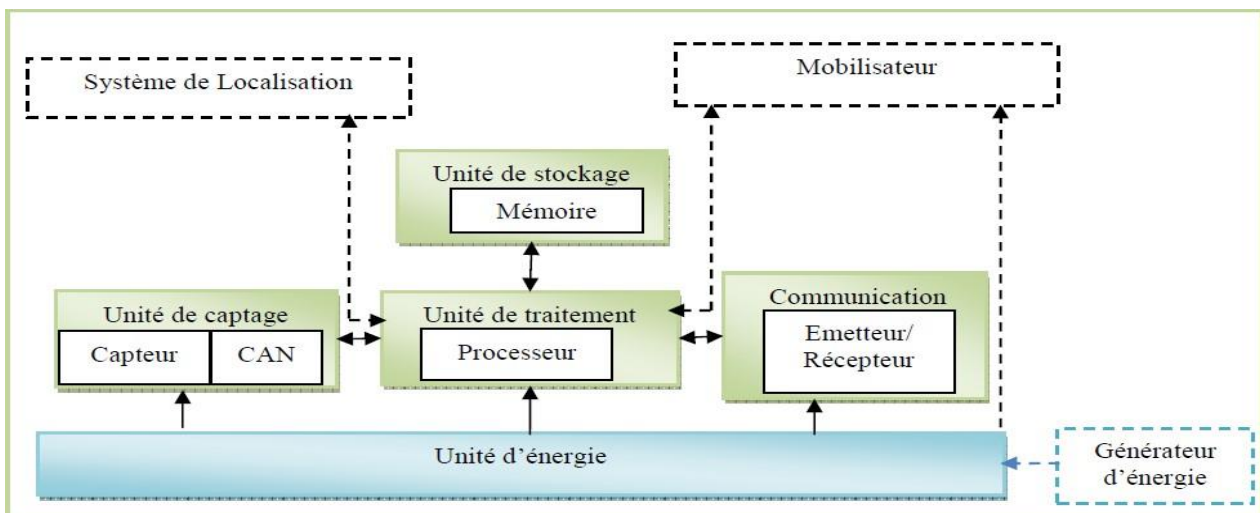 Système de Localisation
Mobilisateur
Unité de stockage
Mémoire
Unité de captage
Capteur
CAN
Unité de traitement
Processeur
Communication
Emetteur/
Récepteur
Unité d’énergie
Générateur
d’énergie